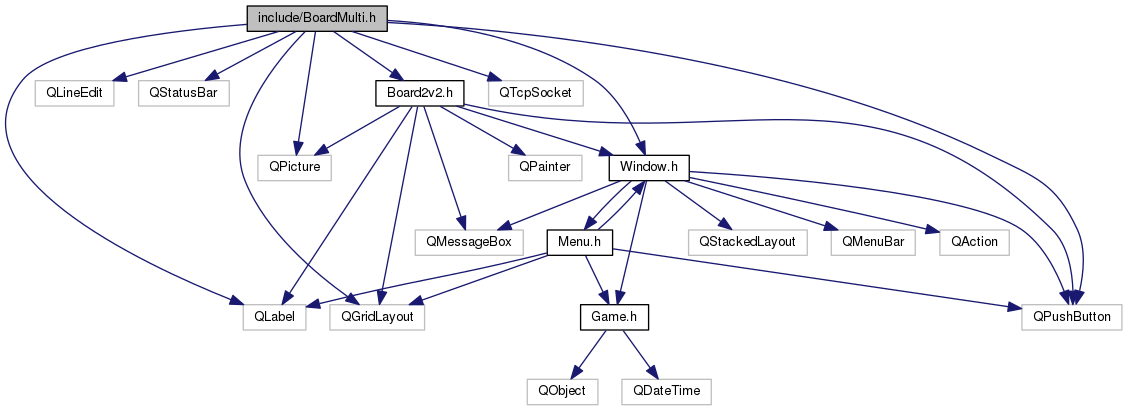 include/BoardMulti.h
QLineEdit
QStatusBar
Board2v2.h
QTcpSocket
QPicture
QPainter
Window.h
QMessageBox
Menu.h
QStackedLayout
QMenuBar
QAction
QLabel
QGridLayout
Game.h
QPushButton
QObject
QDateTime